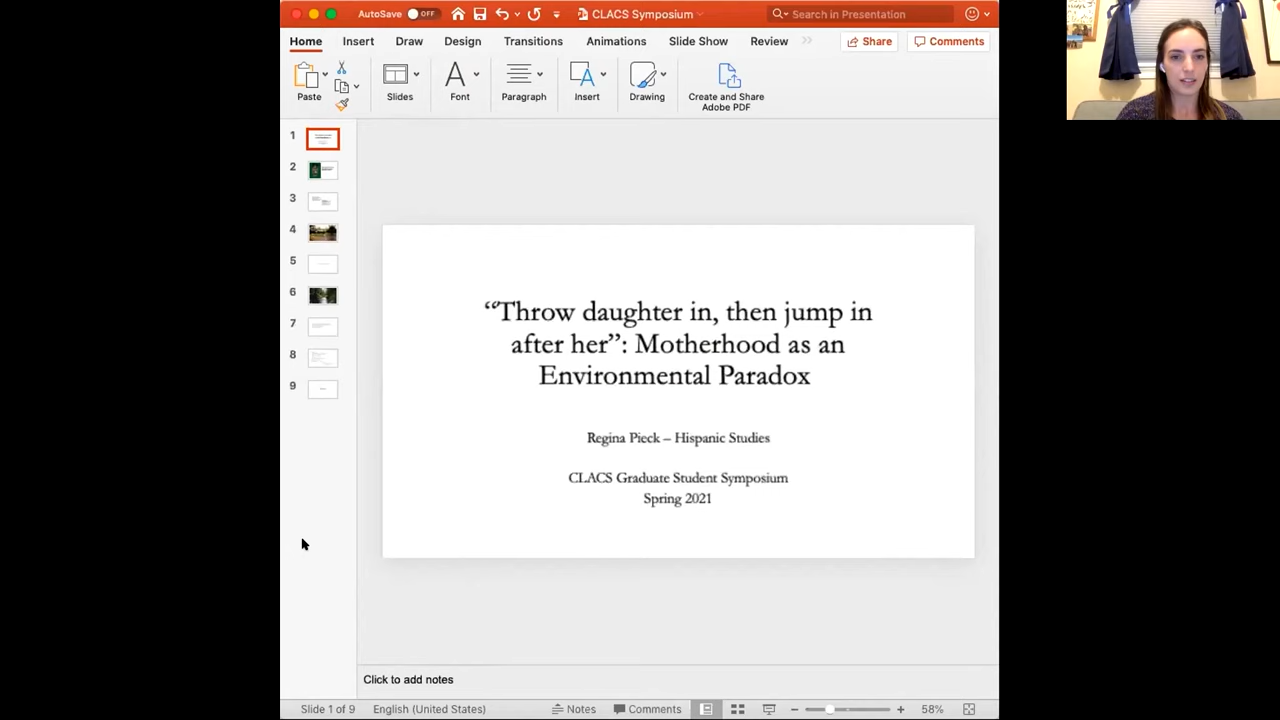 AutoSave OFF CLACS Symposium Search in Presentation
Home Insert Draw Design Transitions Animations Slide Show Review Share Comments
Paste Slides Font Paragraph Insert Drawing Create and Share
Adobe PDF
1
2
3
4
5
6
7
8
9
“Throw daughter in, then jump in
after her”: Motherhood as an
Environmental Paradox
Regina Pieck – Hispanic Studies
CLACS Graduate Student Symposium
Spring 2021
Click to add notes
Slide 1 of 9 English (United States) Notes Comments 58%